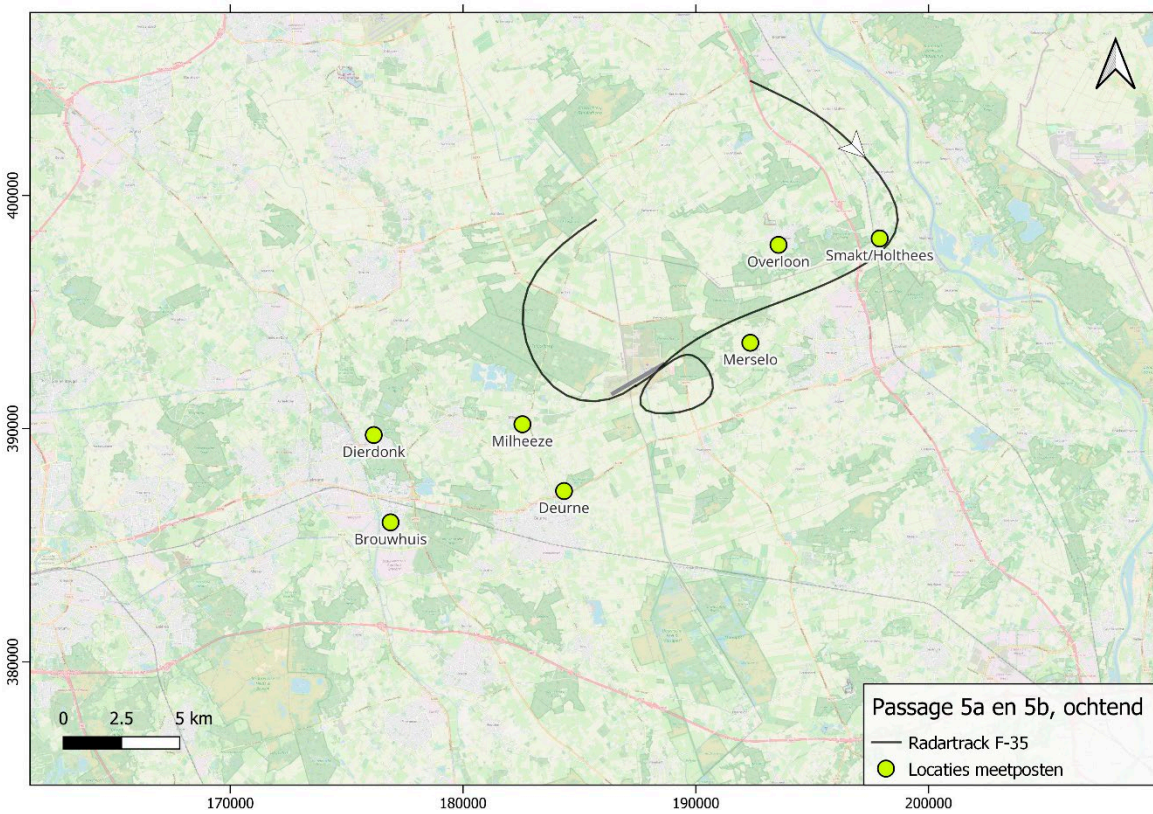 400000
390000
380000
Overloon
Smakt/Holthees
Merselo
Milheeze
Dierdonk
Deurne
Brouwhuis
0 2.5 5 km
Passage 5a en 5b, ochtend
Radartrack F-35
Locaties meetposten
170000 180000 190000 200000